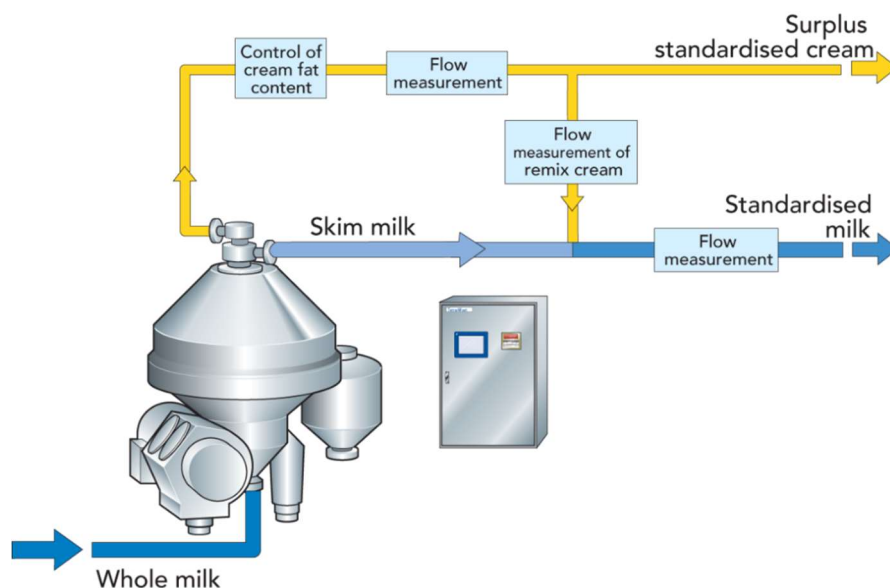 Control of
cream fat
content
Flow
measurement
Surplus
standardised cream
Flow
measurement of
remix cream
Skim milk
Standardised
milk
Flow
measurement
Whole milk